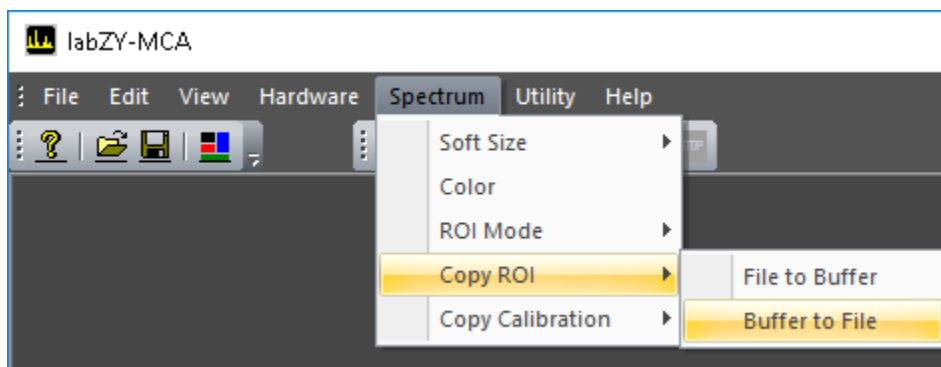 labZY-MCA
File Edit View Hardware Spectrum Utility Help
Soft Size
Color
ROI Mode
Copy ROI
File to Buffer
Copy Calibration
Buffer to File